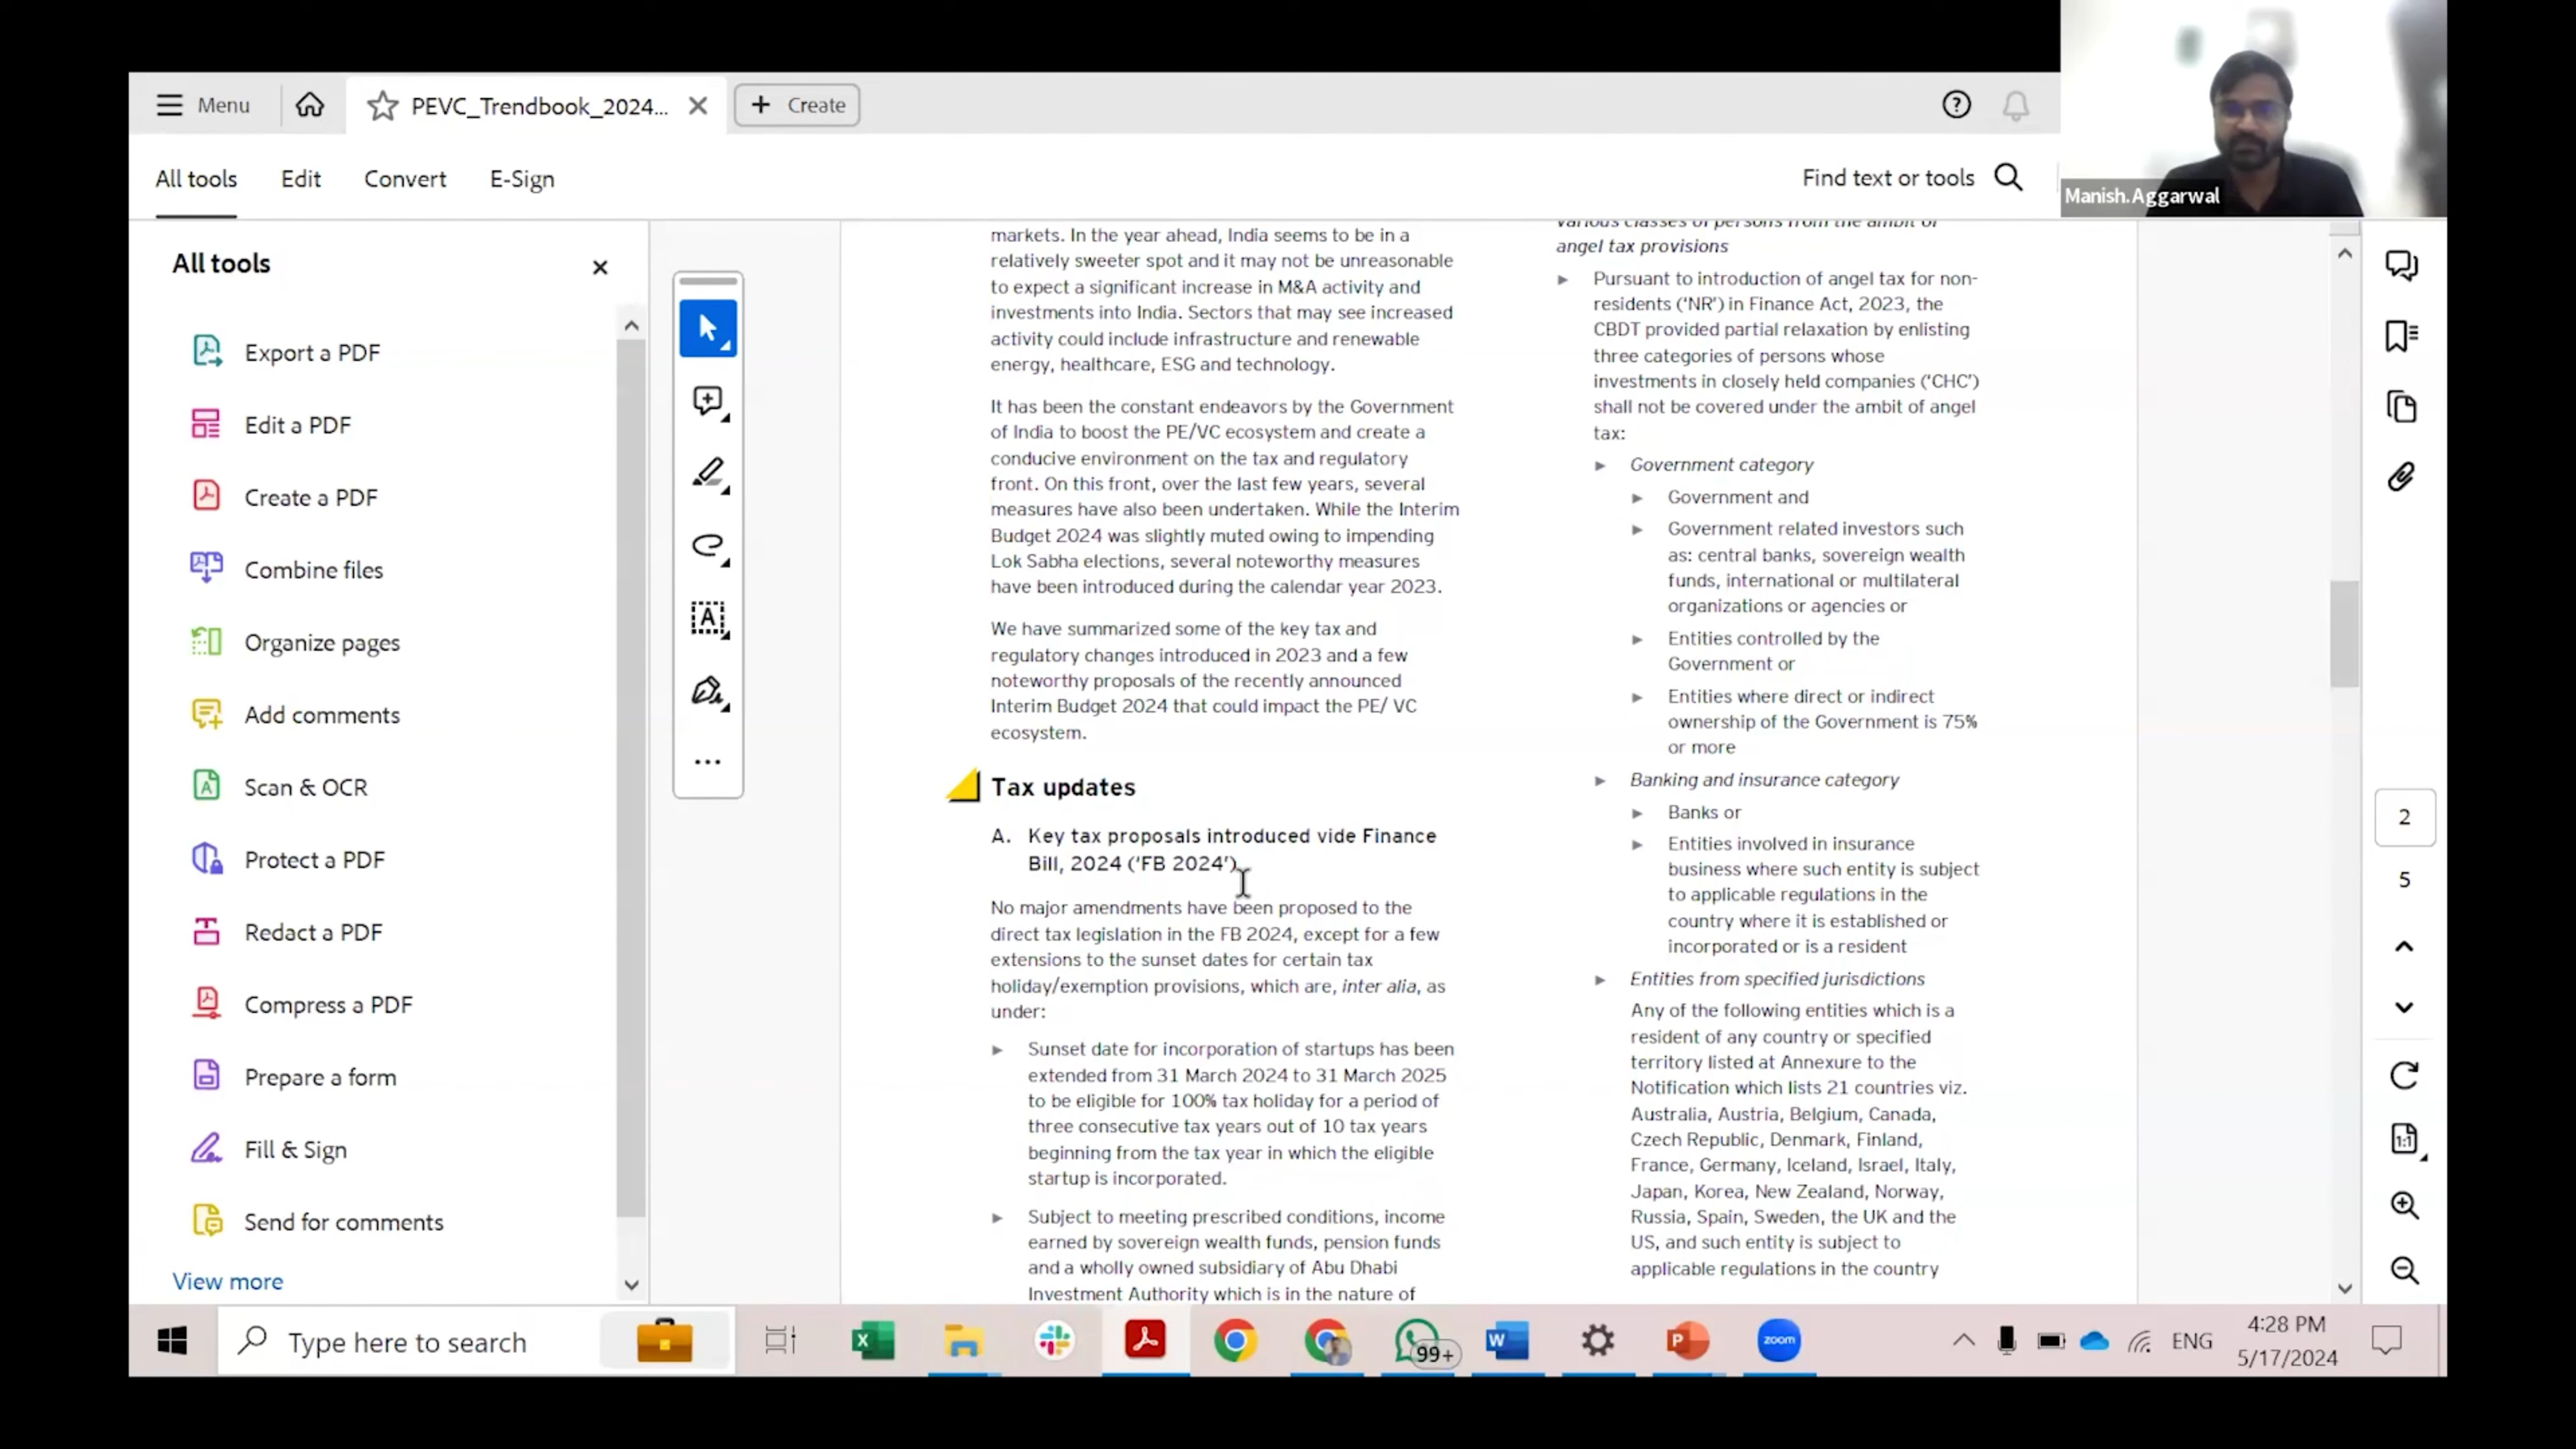 Menu
PEVC_Trendbook_2024...
Create
All tools
Edit
Convert
E-Sign
Find text or tools
Manish.Aggarwal
All tools
Export a PDF
Edit a PDF
Create a PDF
Combine files
Organize pages
Add comments
Scan & OCR
Protect a PDF
Redact a PDF
Compress a PDF
Prepare a form
Fill & Sign
Send for comments
View more
markets. In the year ahead, India seems to be in a
relatively sweeter spot and it may not be unreasonable
to expect a significant increase in M&A activity and
investments into India. Sectors that may see increased
activity could include infrastructure and renewable
energy, healthcare, ESG and technology.
It has been the constant endeavors by the Government
of India to boost the PE/VC ecosystem and create a
conducive environment on the tax and regulatory
front. On this front, over the last few years, several
measures have also been undertaken. While the Interim
Budget 2024 was slightly muted owing to impending
Lok Sabha elections, several noteworthy measures
have been introduced during the calendar year 2023.
We have summarized some of the key tax and
regulatory changes introduced in 2023 and a few
noteworthy proposals of the recently announced
Interim Budget 2024 that could impact the PE/ VC
ecosystem.
Tax updates
A. Key tax proposals introduced vide Finance
Bill, 2024 (‘FB 2024’)
No major amendments have been proposed to the
direct tax legislation in the FB 2024, except for a few
extensions to the sunset dates for certain tax
holiday/exemption provisions, which are, inter alia, as
under:
Sunset date for incorporation of startups has been
extended from 31 March 2024 to 31 March 2025
to be eligible for 100% tax holiday for a period of
three consecutive tax years out of 10 tax years
beginning from the tax year in which the eligible
startup is incorporated.
Subject to meeting prescribed conditions, income
earned by sovereign wealth funds, pension funds
and a wholly owned subsidiary of Abu Dhabi
Investment Authority which is in the nature of
various classes of persons from the ambit of
angel tax provisions
Pursuant to introduction of angel tax for non-
residents (‘NR’) in Finance Act, 2023, the
CBDT provided partial relaxation by enlisting
three categories of persons whose
investments in closely held companies (‘CHC’)
shall not be covered under the ambit of angel
tax:
Government category
Government and
Government related investors such
as: central banks, sovereign wealth
funds, international or multilateral
organizations or agencies or
Entities controlled by the
Government or
Entities where direct or indirect
ownership of the Government is 75%
or more
Banking and insurance category
Banks or
Entities involved in insurance
business where such entity is subject
to applicable regulations in the
country where it is established or
incorporated or is a resident
Entities from specified jurisdictions
Any of the following entities which is a
resident of any country or specified
territory listed at Annexure to the
Notification which lists 21 countries viz.
Australia, Austria, Belgium, Canada,
Czech Republic, Denmark, Finland,
France, Germany, Iceland, Israel, Italy,
Japan, Korea, New Zealand, Norway,
Russia, Spain, Sweden, the UK and the
US, and such entity is subject to
applicable regulations in the country
2
5
1:1
Type here to search
99+
zoom
ENG
4:28 PM
5/17/2024